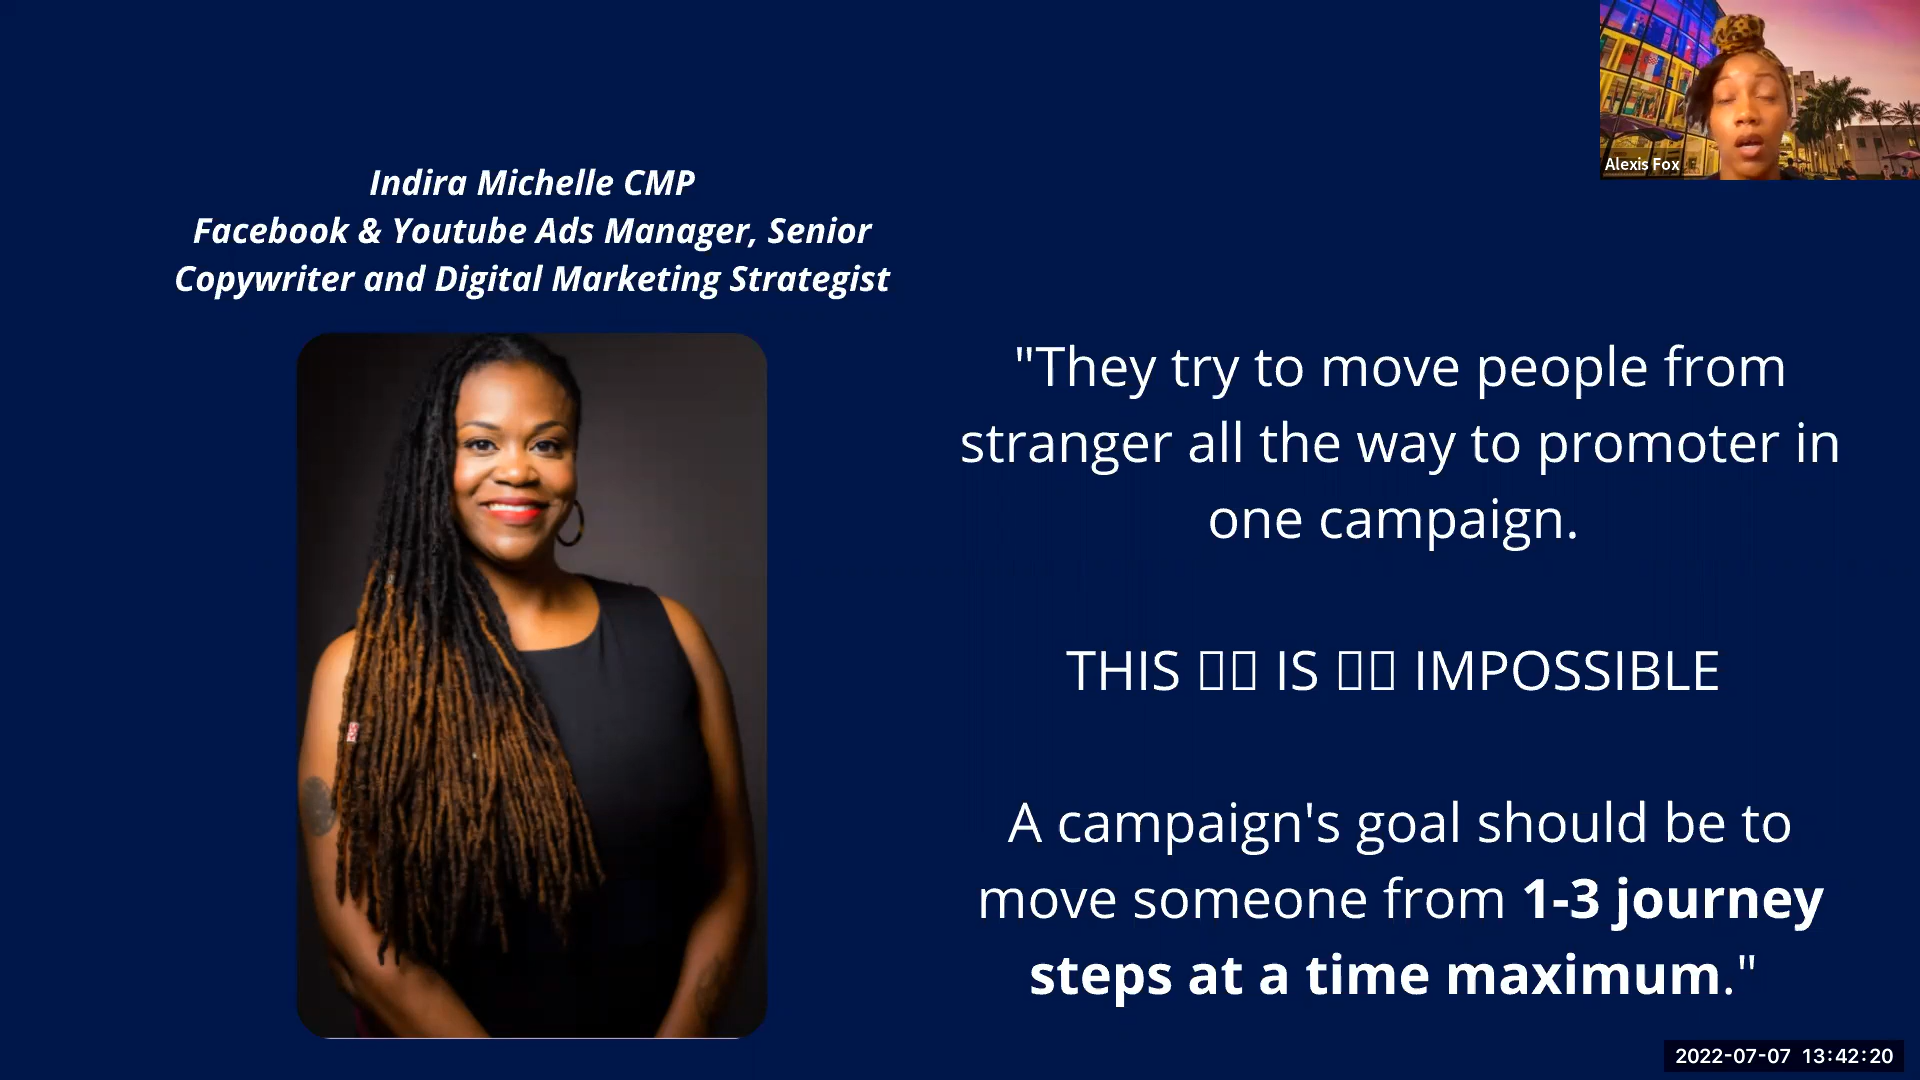 Indira Michelle CMP
Facebook & Youtube Ads Manager, Senior
Copywriter and Digital Marketing Strategist
"They try to move people from
stranger all the way to promoter in
one campaign.
THIS 􀀀􀀀 IS 􀀀􀀀 IMPOSSIBLE
A campaign's goal should be to
move someone from 1-3 journey
steps at a time maximum."
Alexis Fox
2022-07-07 13:42:20